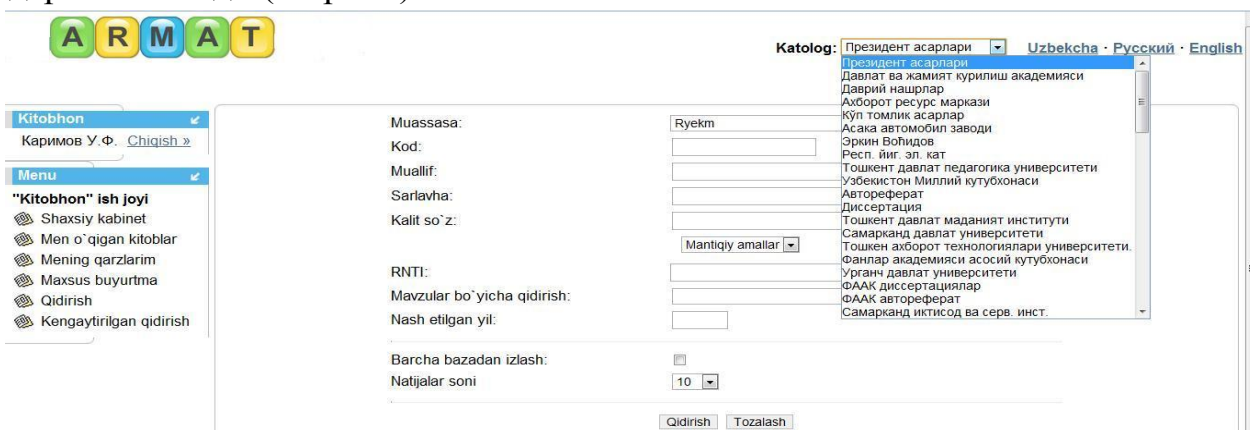 ARMAT
Katolog: Президент асарлари Uzbekcha · Русский · English
Президент асарлари
Давлат ва жамият курилиш академияси
Даврий нашрлар
Ахборот ресурс маркази
Кўп томлик асарлар
Асака автомобил заводи
Эркин Воҳидов
Респ. йиг. эл. кат
Тошкент давлат педагогика университети
Узбекистон Миллий кутубхонаси
Автореферат
Диссертация
Тошкент давлат маданият институти
Самарканд давлат университети
Тошкен ахборот технологиялари университети.
Фанлар академияси асосий кутубхонаси
Урганч давлат университети
ФААК диссертациялар
ФААК автореферат
Самарканд иктисод ва серв. инст.
Kitobhon
Каримов У.Ф. Chiqish »
Menu
"Kitobhon" ish joyi
Shaxsiy kabinet
Men o`qigan kitoblar
Mening qarzlarim
Maxsus buyurtma
Qidirish
Kengaytirilgan qidirish
Muassasa: Ryekm
Kod:
Muallif:
Sarlavha:
Kalit so`z:
Mantiqiy amallar
RNTI:
Mavzular bo`yicha qidirish:
Nash etilgan yil:
Barcha bazadan izlash:
Natijalar soni 10
Qidirish Tozalash